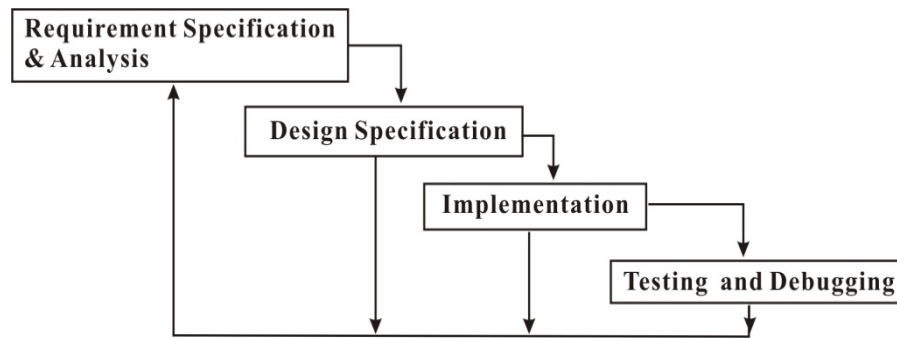 Requirement Specification
& Analysis
Design Specification
Implementation
Testing and Debugging